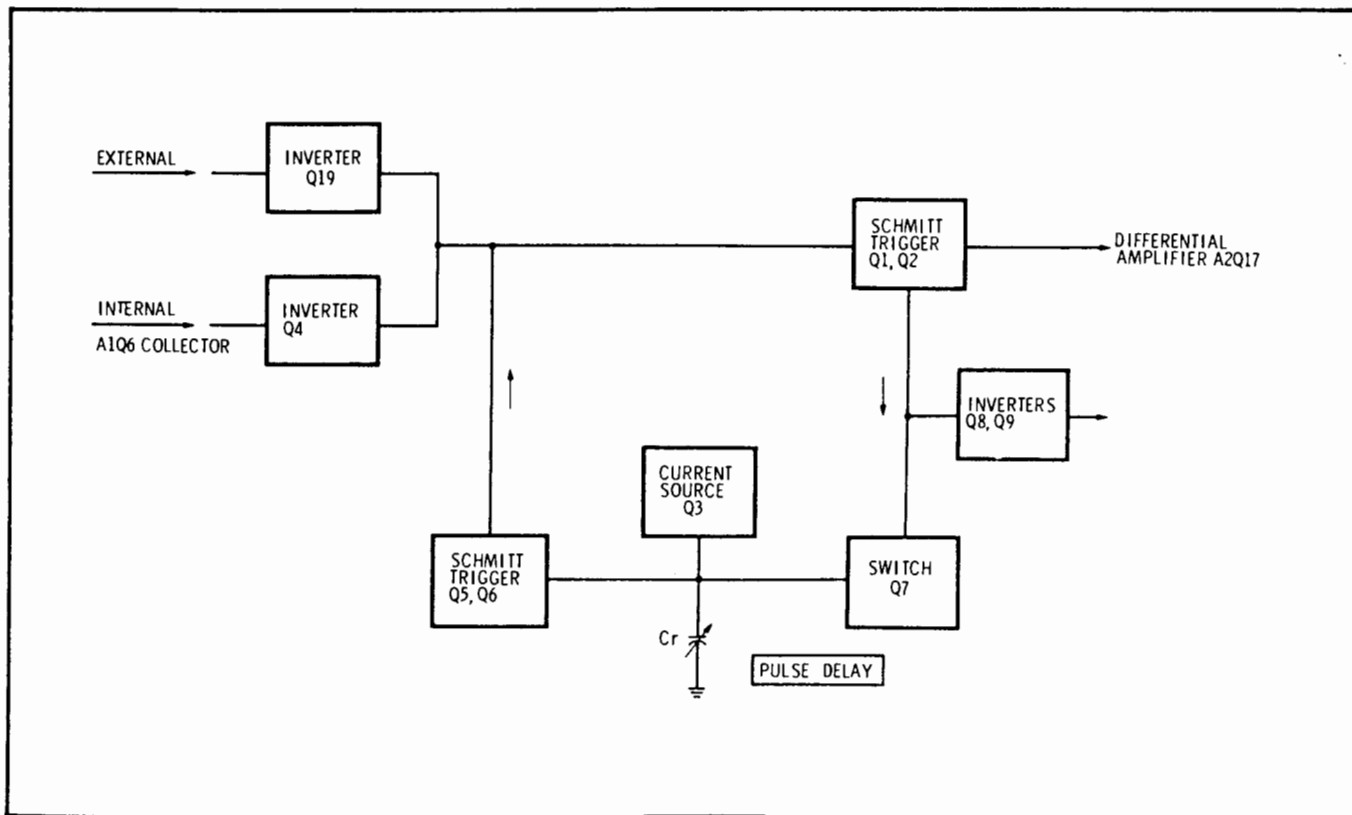 EXTERNAL
INVERTER
Q19
INTERNAL
A1Q6 COLLECTOR
INVERTER
Q4
SCHMITT
TRIGGER
Q1, Q2
DIFFERENTIAL
AMPLIFIER A2Q17
INVERTERS
Q8, Q9
CURRENT
SOURCE
Q3
SCHMITT
TRIGGER
Q5, Q6
SWITCH
Q7
Cr
PULSE DELAY